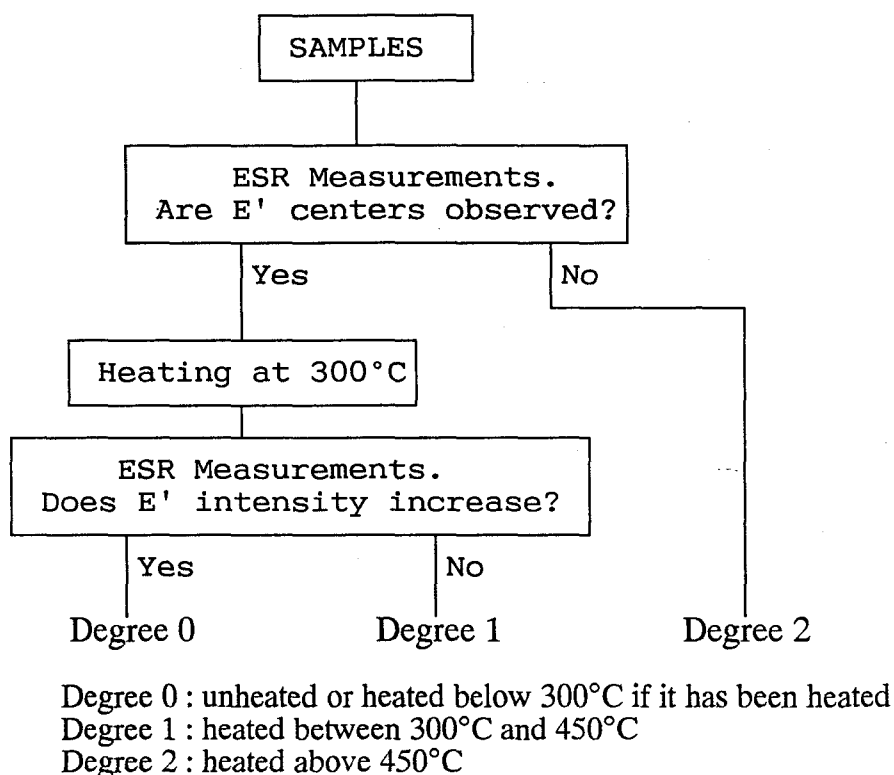 SAMPLES
ESR Measurements.
Are E' centers observed?
Yes
No
Heating at 300°C
ESR Measurements.
Does E' intensity increase?
Yes
No
Degree 0
Degree 1
Degree 2
Degree 0 : unheated or heated below 300°C if it has been heated
Degree 1 : heated between 300°C and 450°C
Degree 2 : heated above 450°C